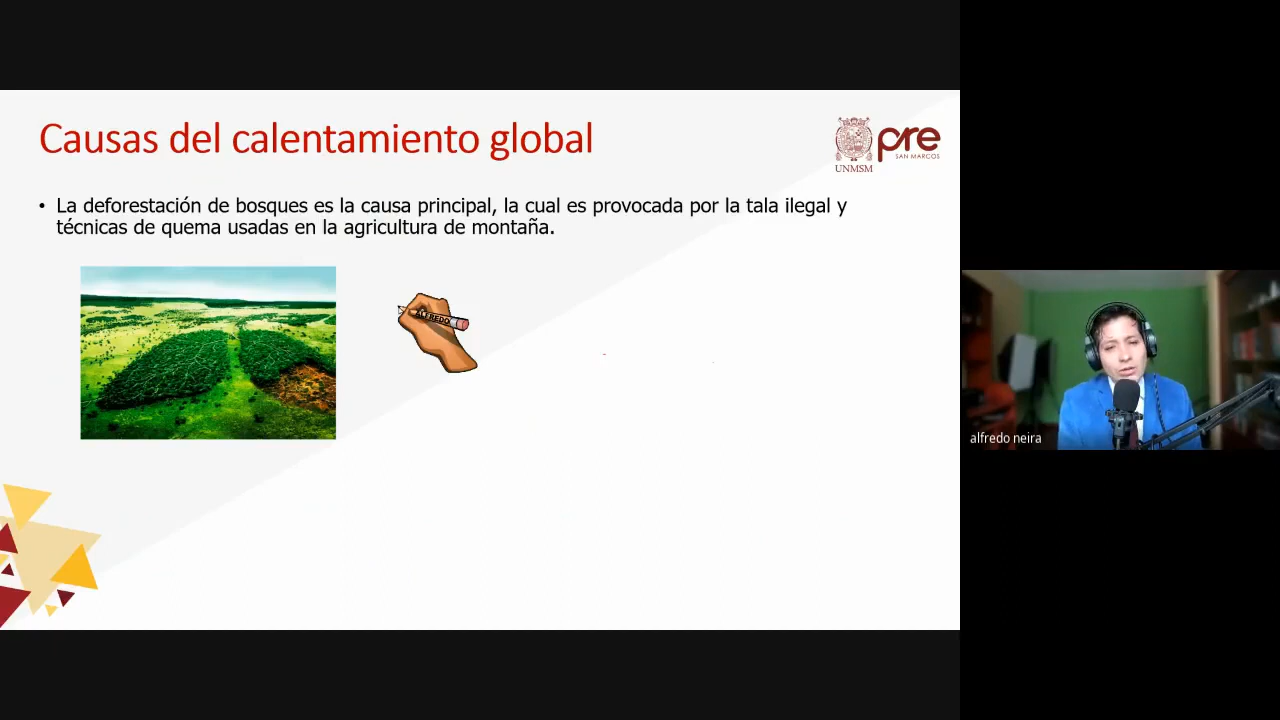 Causas del calentamiento global
UNMSM
pre
SAN MARCOS
• La deforestación de bosques es la causa principal, la cual es provocada por la tala ilegal y
técnicas de quema usadas en la agricultura de montaña.
ALFREDO
alfredo neira